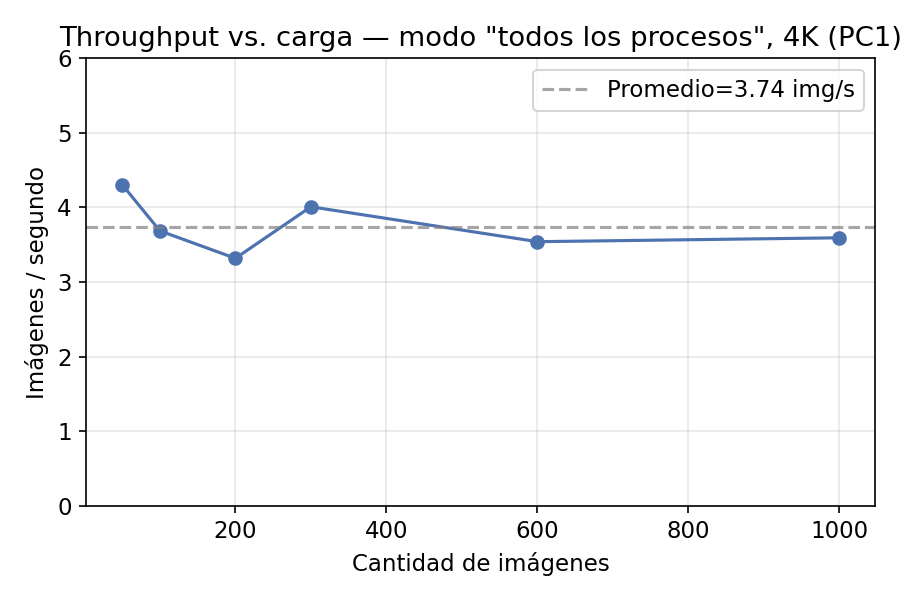 Throughput vs. carga — modo "todos los procesos", 4K (PC1)
Promedio=3.74 img/s
Imágenes / segundo
6
5
4
3
2
1
0
200 400 600 800 1000
Cantidad de imágenes